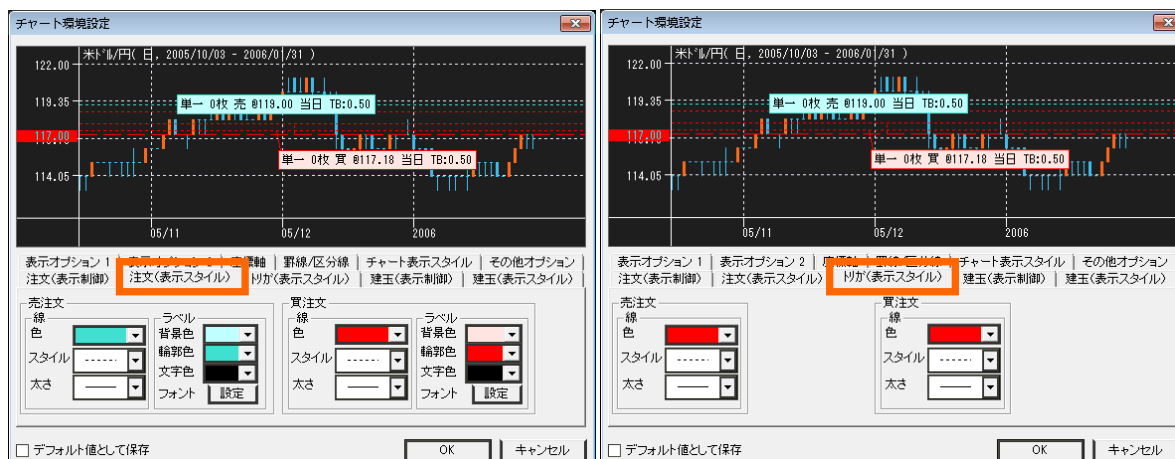 チャート環境設定
米ドル/円( 日, 2005/10/03 - 2006/01/31 )
122.00
119.35
117.00
114.05
単一 0枚 売 @119.00 当日 TB:0.50
単一 0枚 買 @117.18 当日 TB:0.50
05/11
05/12
2006
表示オプション 1
罫線/区分線
チャート表示スタイル
その他オプション
注文(表示制御)
注文(表示スタイル)
トリガ(表示スタイル)
建玉(表示制御)
建玉(表示スタイル)
売注文
線
色
スタイル
太さ
ラベル
背景色
輪郭色
文字色
フォント 設定
買注文
線
色
スタイル
太さ
ラベル
背景色
輪郭色
文字色
フォント 設定
デフォルト値として保存
OK
キャンセル
チャート環境設定
米ドル/円( 日, 2005/10/03 - 2006/01/31 )
122.00
119.35
117.00
114.05
単一 0枚 売 @119.00 当日 TB:0.50
単一 0枚 買 @117.18 当日 TB:0.50
05/11
05/12
2006
表示オプション 1
表示オプション 2
チャート表示スタイル
その他オプション
注文(表示制御)
注文(表示スタイル)
トリガ(表示スタイル)
建玉(表示制御)
建玉(表示スタイル)
売注文
線
色
スタイル
太さ
買注文
線
色
スタイル
太さ
デフォルト値として保存
OK
キャンセル